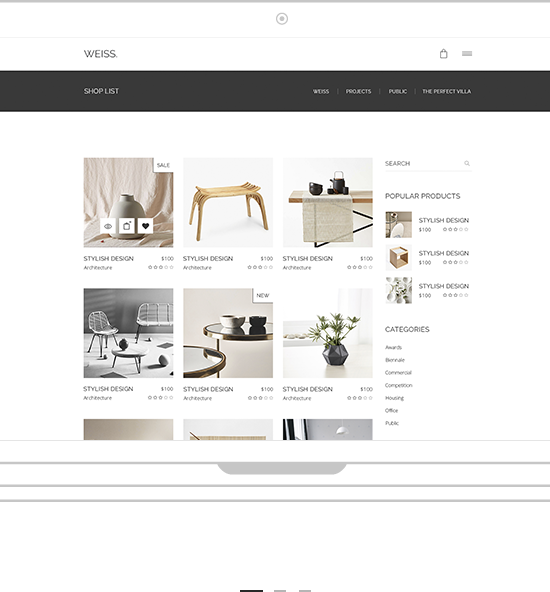 WEISS.
SHOP LIST
WEISS | PROJECTS | PUBLIC | THE PERFECT VILLA
SALE
STYLISH DESIGN $100
Architecture
STYLISH DESIGN $100
Architecture
STYLISH DESIGN $100
Architecture
NEW
STYLISH DESIGN $100
Architecture
STYLISH DESIGN $100
Architecture
STYLISH DESIGN $100
Architecture
SEARCH
POPULAR PRODUCTS
STYLISH DESIGN
$100
STYLISH DESIGN
$100
STYLISH DESIGN
$100
CATEGORIES
Awards
Biennale
Commercial
Competition
Housing
Office
Public